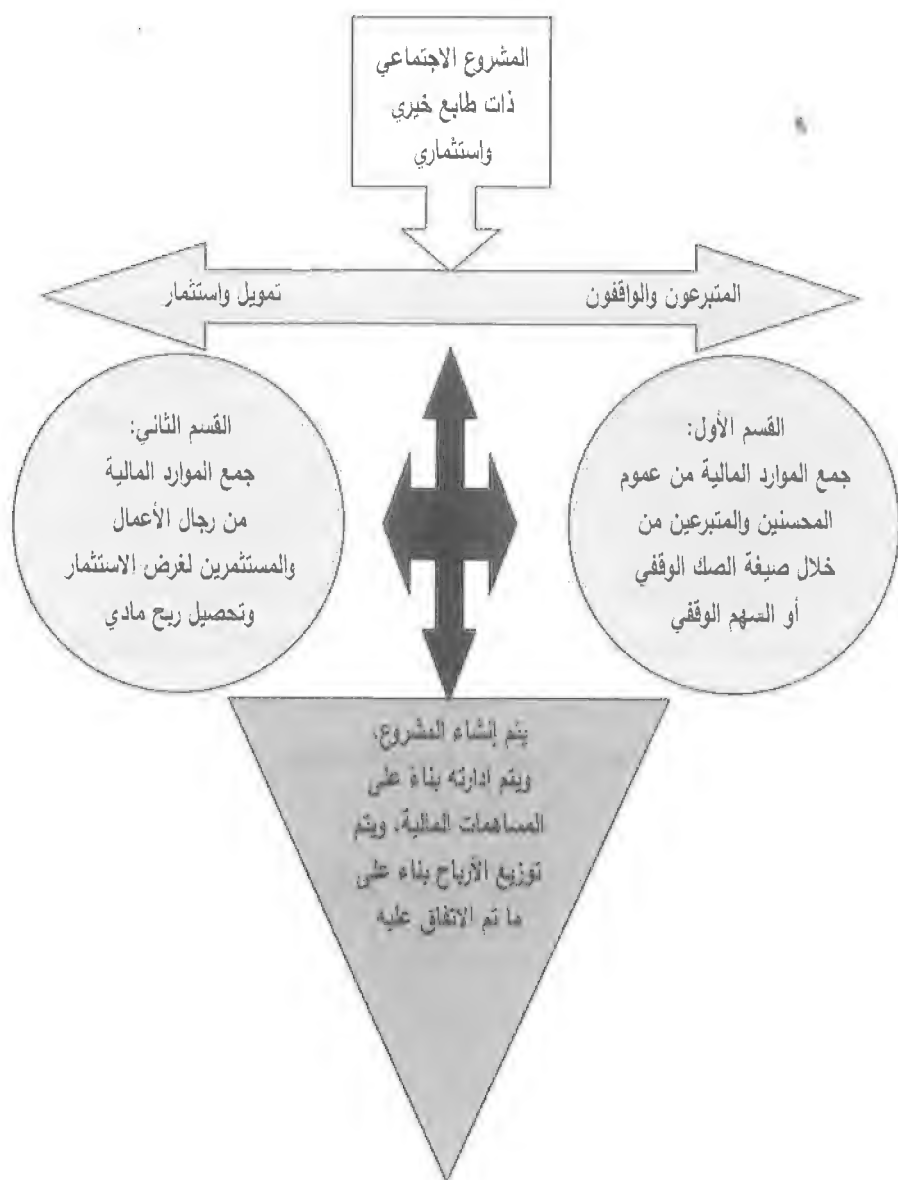 المشروع الاجتماعي
ذات طابع خيري
واستثماري
المتبرعون والواقفون
تمويل واستثمار
القسم الأول:
جمع الموارد المالية من عموم
المحسنين والمتبرعين من
خلال صيغة الصك الوقفي
أو السهم الوقفي
القسم الثاني:
جمع الموارد المالية
من رجال الأعمال
والمستثمرين لغرض الاستثمار
وتحصيل ربح مادي
يتم إنشاء المشروع،
ويتم ادارته بناءً على
المساهمات المالية، ويتم
توزيع الأرباح بناء على
ما تم الاتفاق عليه